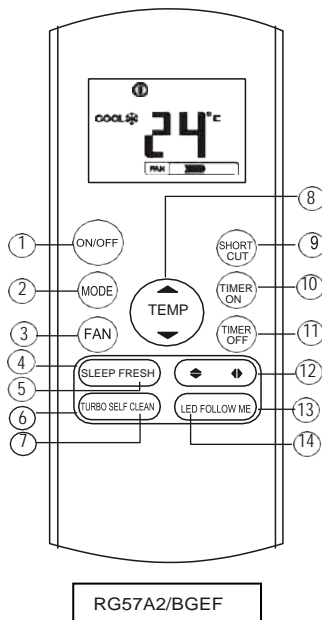 COOL 24°C
FAN
8
1 ON/OFF SHORT CUT 9
2 MODE TIMER ON 10
TEMP
3 FAN TIMER OFF 11
4 SLEEP FRESH 12
5
6 TURBO SELF CLEAN LED FOLLOW ME 13
7 14
RG57A2/BGEF